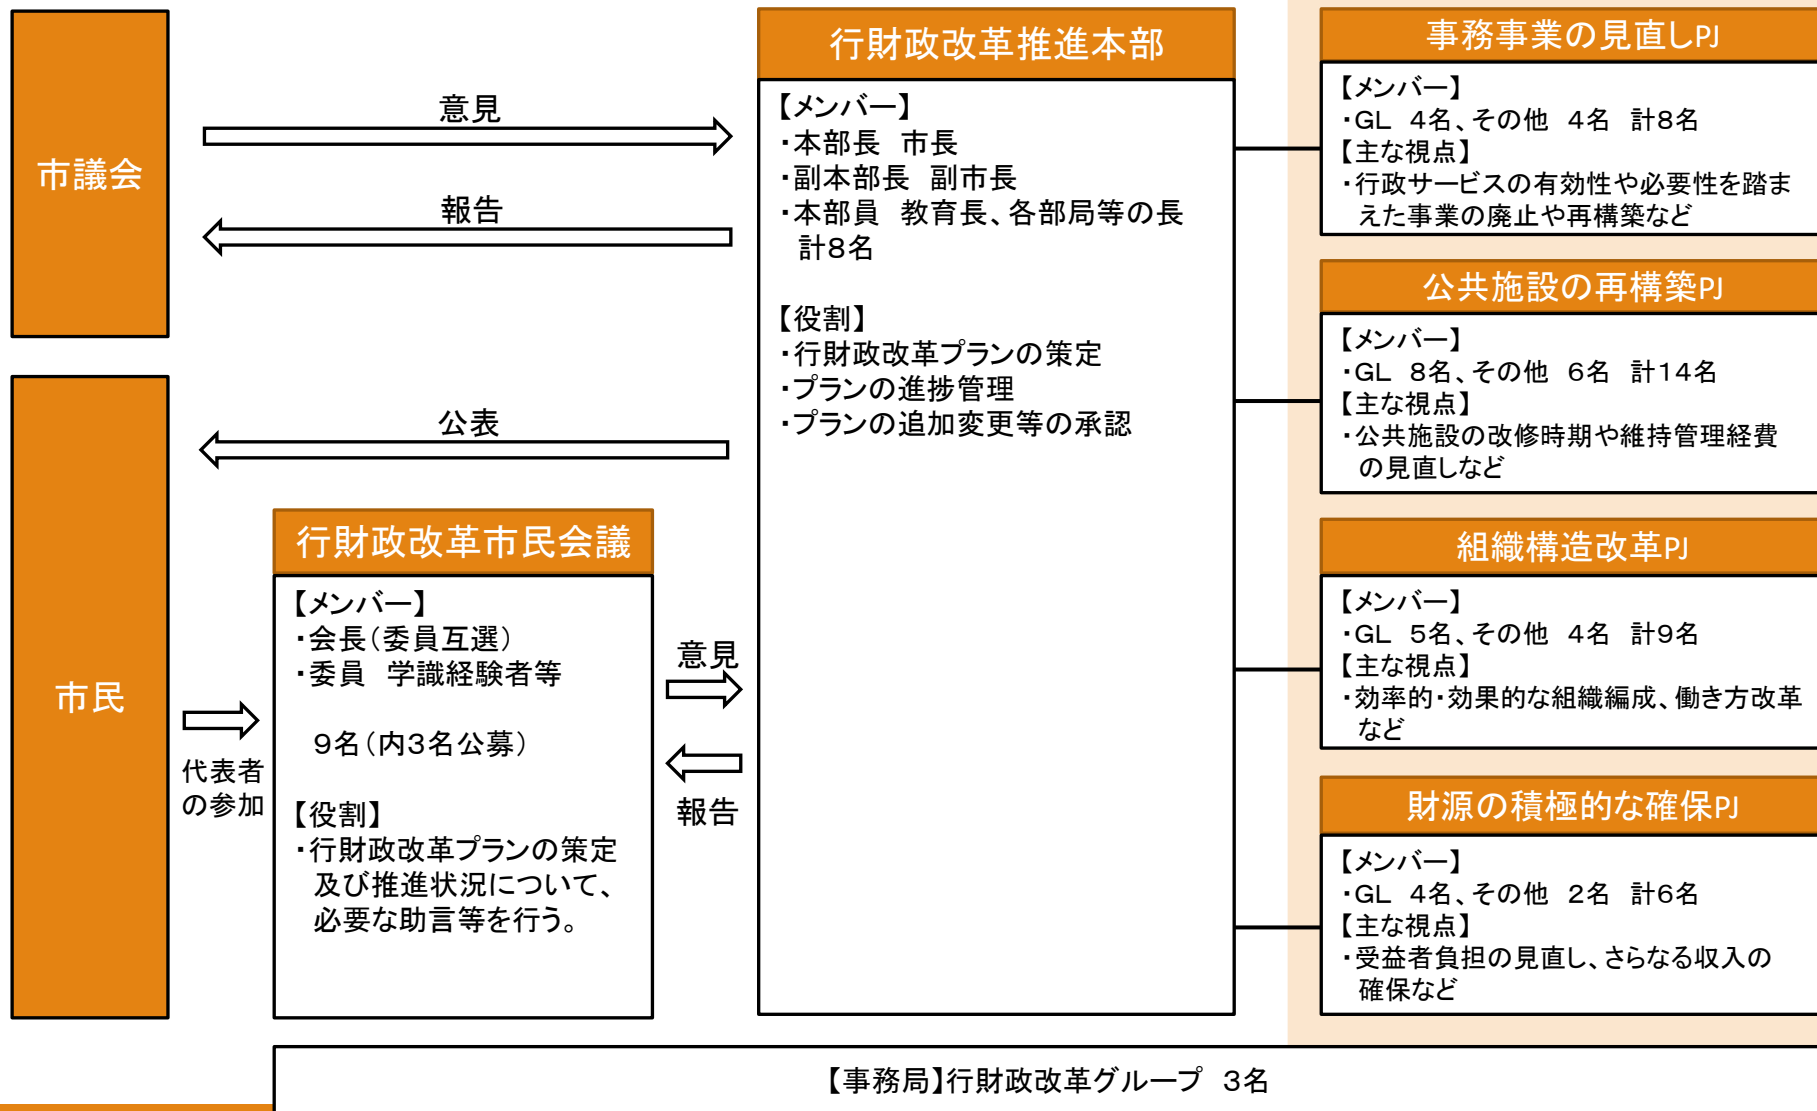 市議会
意見
報告
市民
公表
代表者
の参加
行財政改革市民会議
【メンバー】
・会長(委員互選)
・委員　学識経験者等
9名(内3名公募)
【役割】
・行財政改革プランの策定
及び推進状況について、
必要な助言等を行う。
意見
報告
行財政改革推進本部
【メンバー】
・本部長　市長
・副本部長　副市長
・本部員　教育長、各部局等の長
計8名
【役割】
・行財政改革プランの策定
・プランの進捗管理
・プランの追加変更等の承認
事務事業の見直しPJ
【メンバー】
・GL　4名、その他　4名　計8名
【主な視点】
・行政サービスの有効性や必要性を踏ま
えた事業の廃止や再構築など
公共施設の再構築PJ
【メンバー】
・GL　8名、その他　6名　計14名
【主な視点】
・公共施設の改修時期や維持管理経費
の見直しなど
組織構造改革PJ
【メンバー】
・GL　5名、その他　4名　計9名
【主な視点】
・効率的・効果的な組織編成、働き方改革
など
財源の積極的な確保PJ
【メンバー】
・GL　4名、その他　2名　計6名
【主な視点】
・受益者負担の見直し、さらなる収入の
確保など
【事務局】行財政改革グループ　3名